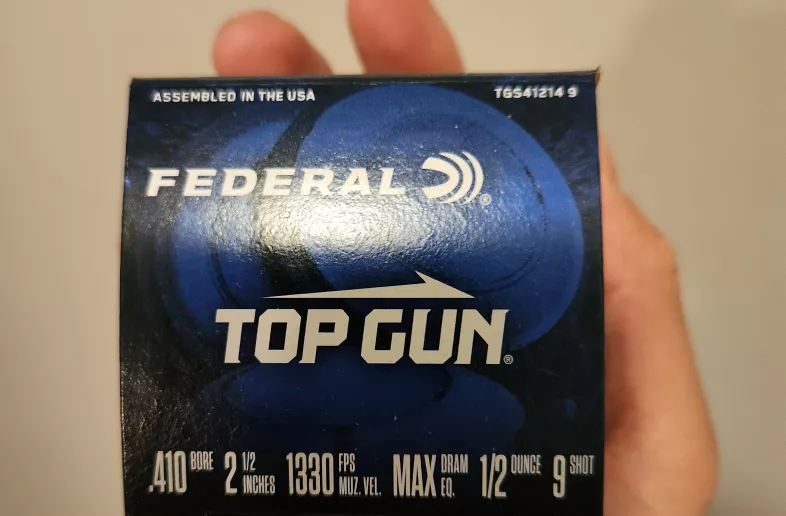 ASSEMBLED IN THE USA TGS41214 9
FEDERAL ®
TOP GUN ®
.410 BORE 2 1/2 INCHES 1330 FPS MUZ. VEL. MAX DRAM EQ. 1/2 OUNCE 9 SHOT